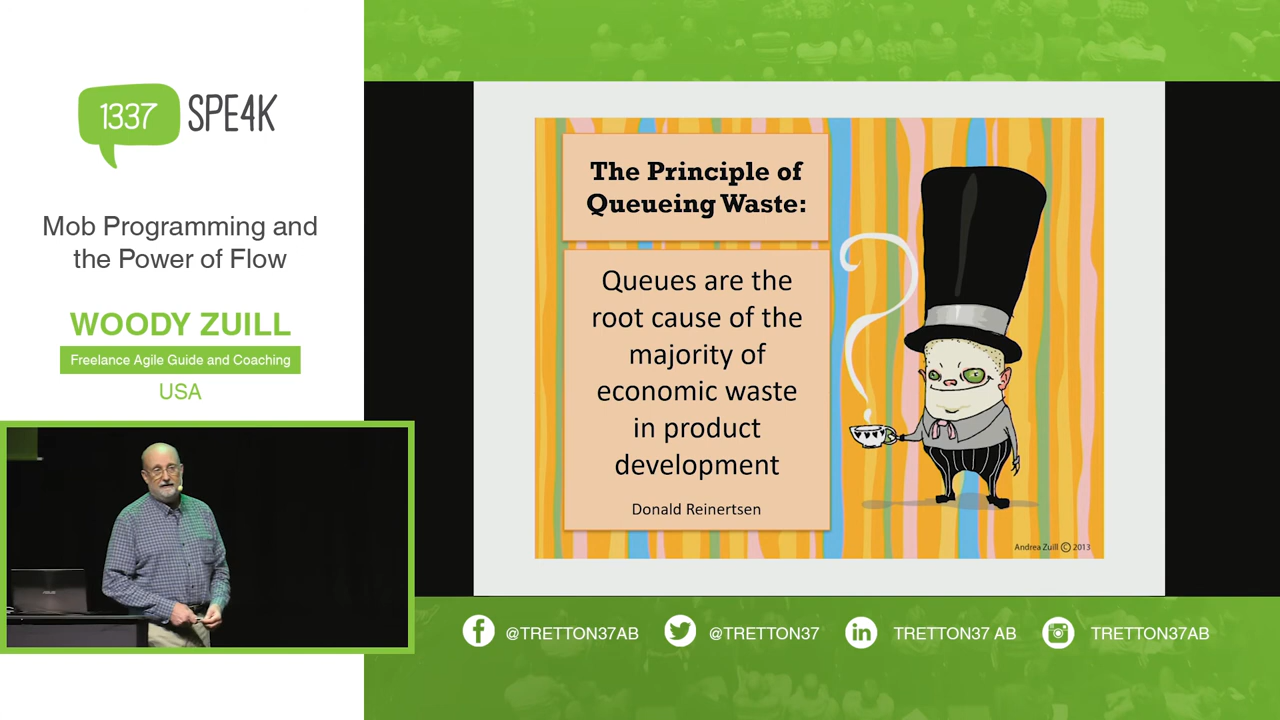 1337
SPE4K
Mob Programming and
the Power of Flow
WOODY ZUILL
Freelance Agile Guide and Coaching
USA
The Principle of
Queueing Waste:
Queues are the
root cause of the
majority of
economic waste
in product
development
Donald Reinertsen
Andrea Zuill © 2013
@TRETTON37AB
@TRETTON37
TRETTON37 AB
TRETTON37AB